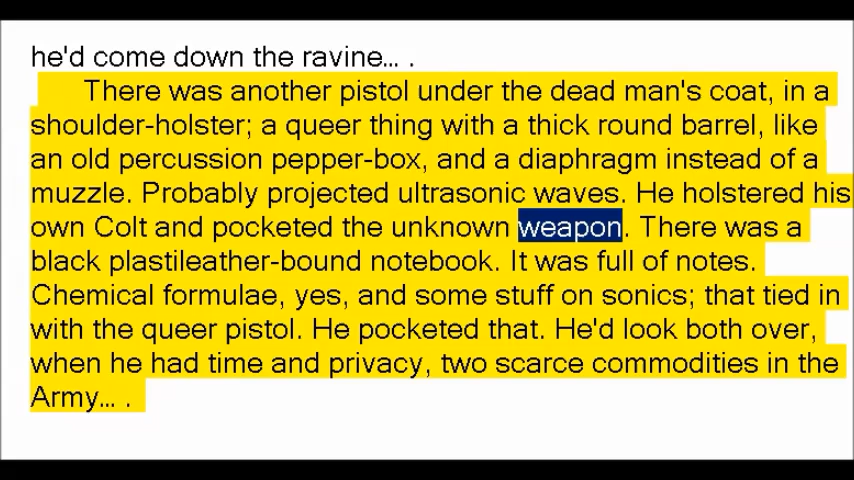 he'd come down the ravine… .
There was another pistol under the dead man's coat, in a
shoulder-holster; a queer thing with a thick round barrel, like
an old percussion pepper-box, and a diaphragm instead of a
muzzle. Probably projected ultrasonic waves. He holstered his
own Colt and pocketed the unknown weapon. There was a
black plastileather-bound notebook. It was full of notes.
Chemical formulae, yes, and some stuff on sonics; that tied in
with the queer pistol. He pocketed that. He'd look both over,
when he had time and privacy, two scarce commodities in the
Army… .